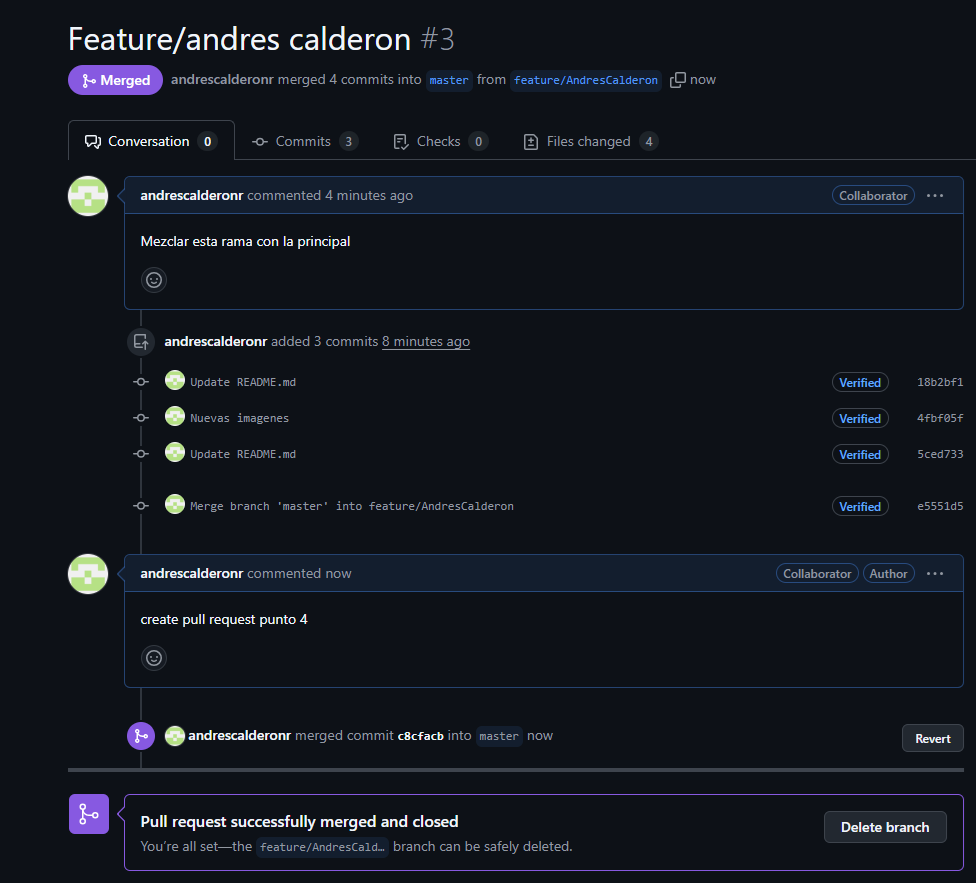 Feature/andres calderon #3
Merged andrescalderonr merged 4 commits into master from feature/AndresCalderon now
Conversation 0 Commits 3 Checks 0 Files changed 4
andrescalderonr commented 4 minutes ago Collaborator ...
Mezclar esta rama con la principal
andrescalderonr added 3 commits 8 minutes ago
Update README.md Verified 18b2bf1
Nuevas imagenes Verified 4fbf05f
Update README.md Verified 5ced733
Merge branch 'master' into feature/AndresCalderon Verified e5551d5
andrescalderonr commented now Collaborator Author ...
create pull request punto 4
andrescalderonr merged commit c8cfacb into master now Revert
Pull request successfully merged and closed
You're all set—the feature/AndresCald… branch can be safely deleted. Delete branch